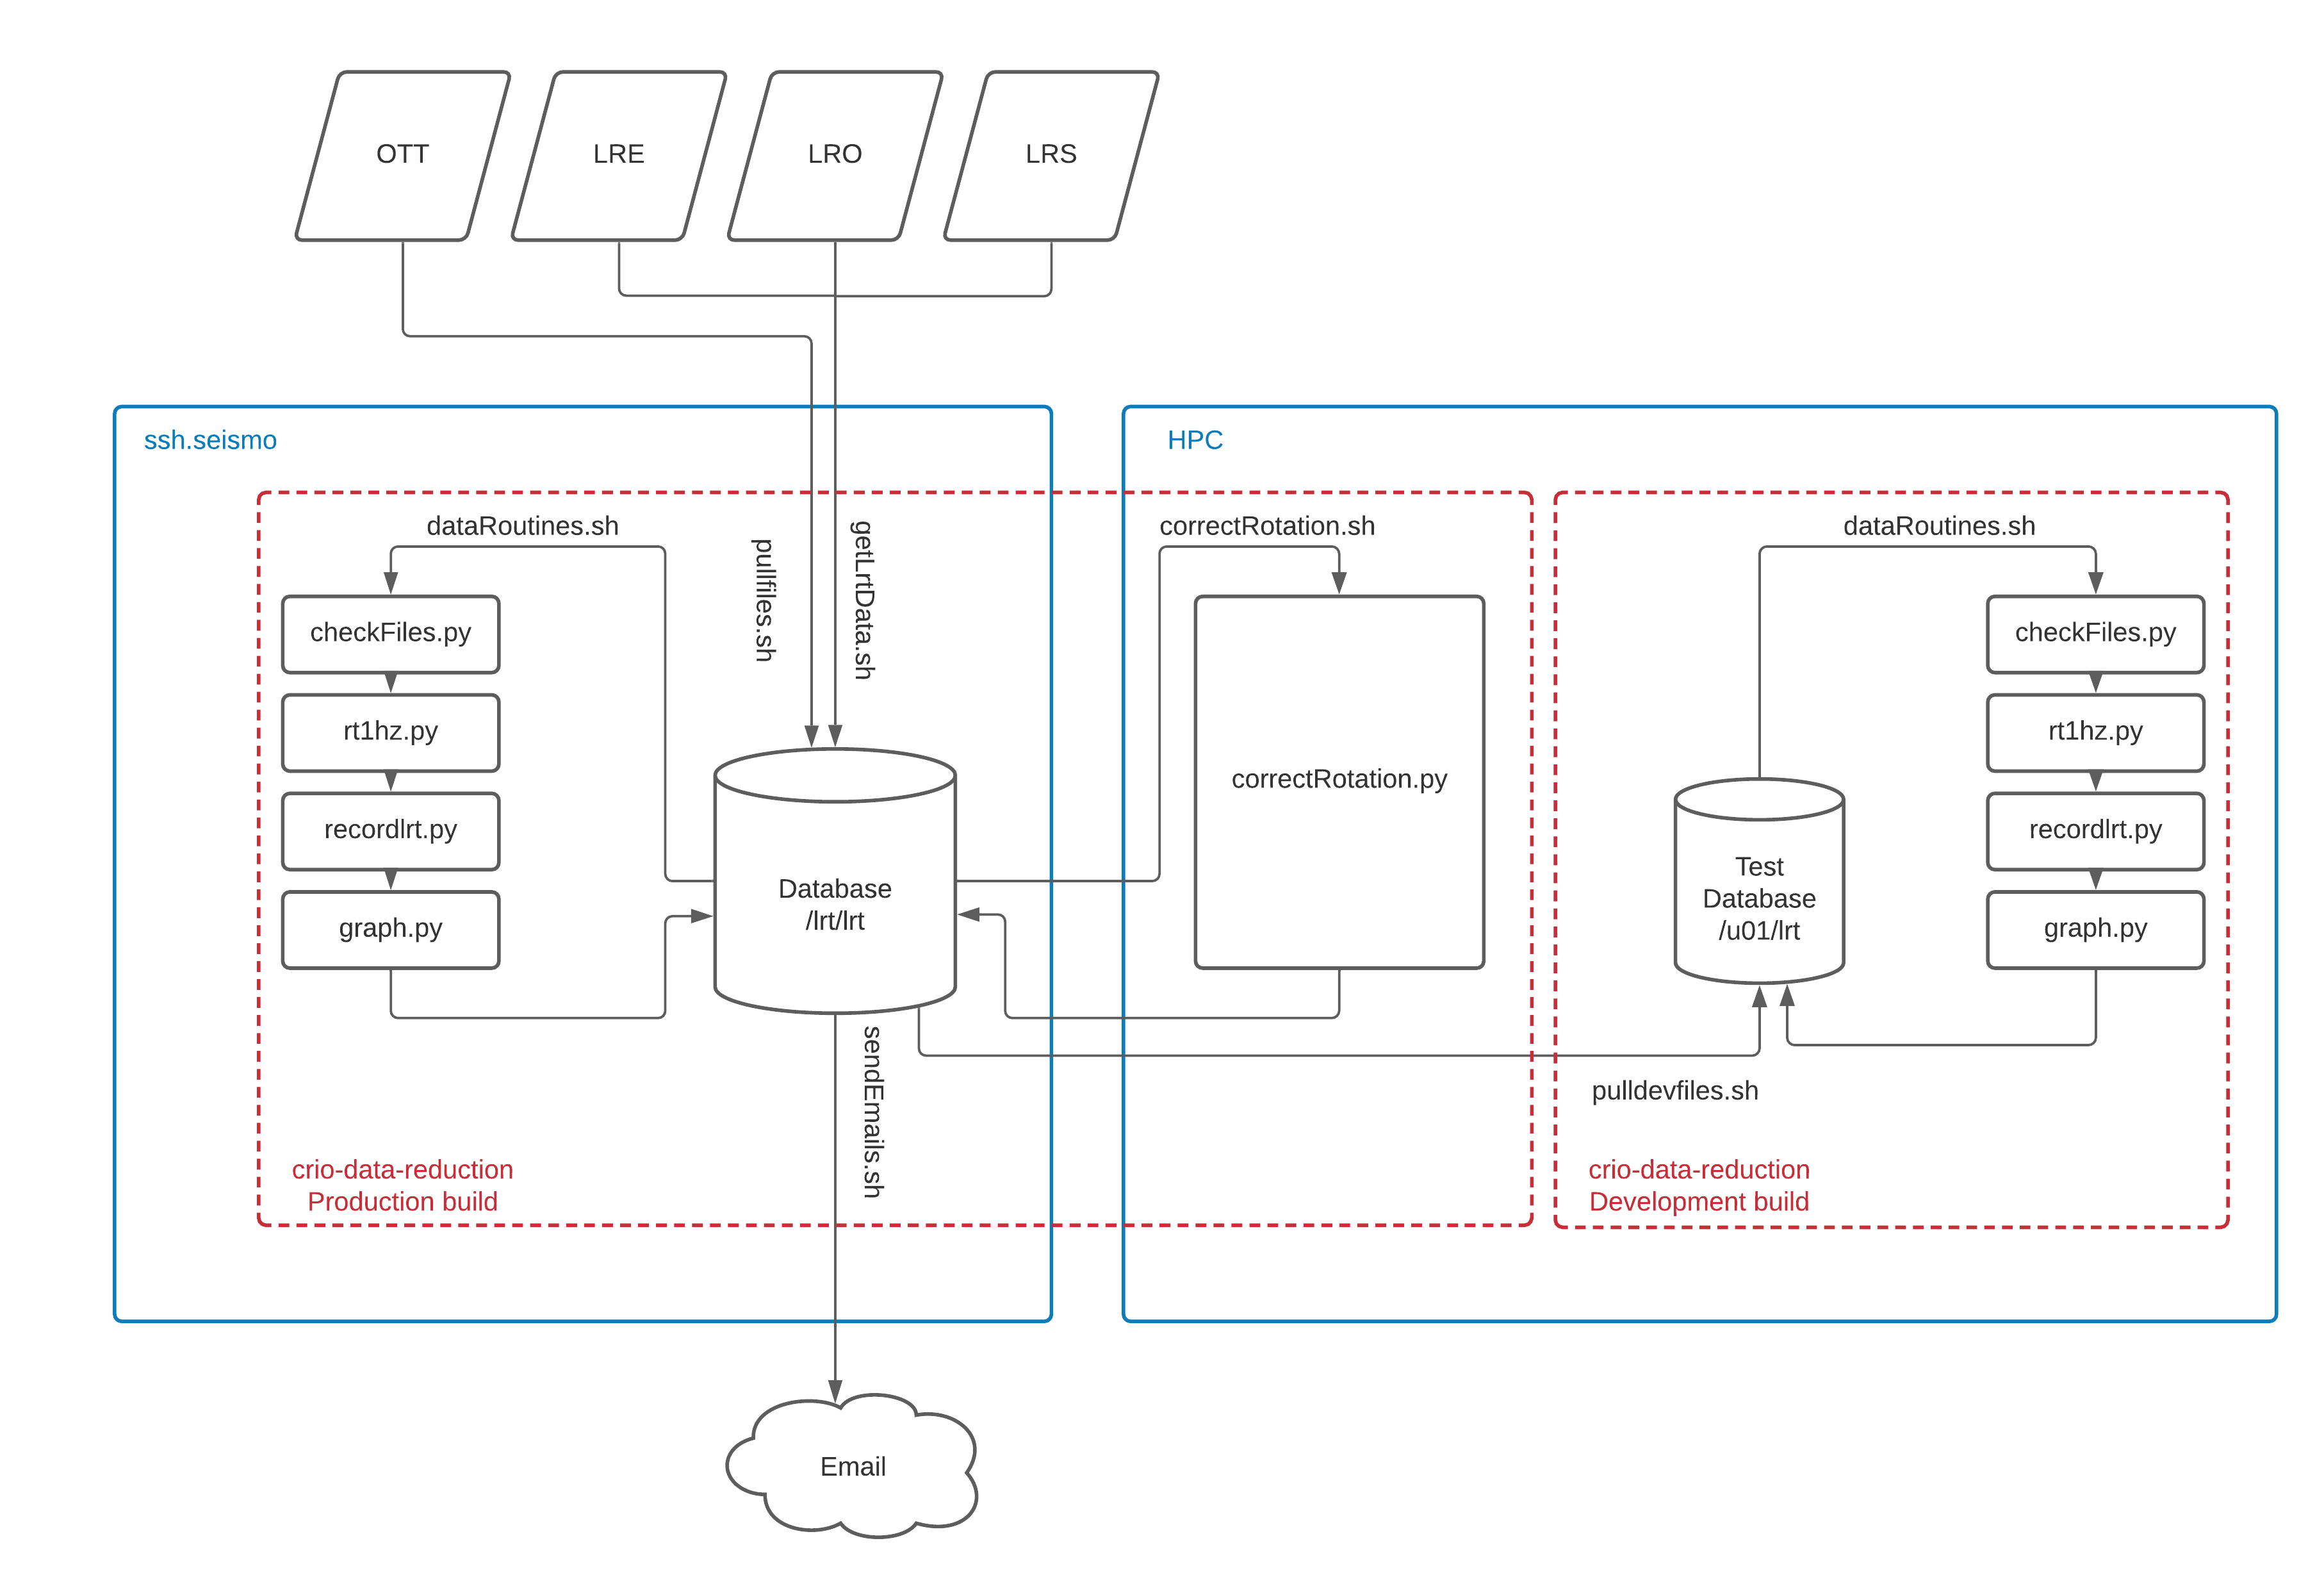 OTT
LRE
LRO
LRS
ssh.seismo
HPC
dataRoutines.sh
pullfiles.sh
getLrtData.sh
correctRotation.sh
dataRoutines.sh
checkFiles.py
rt1hz.py
recordlrt.py
graph.py
Database
/lrt/lrt
correctRotation.py
Test
Database
/u01/lrt
checkFiles.py
rt1hz.py
recordlrt.py
graph.py
sendEmails.sh
pulldevfiles.sh
crio-data-reduction
Production build
crio-data-reduction
Development build
Email